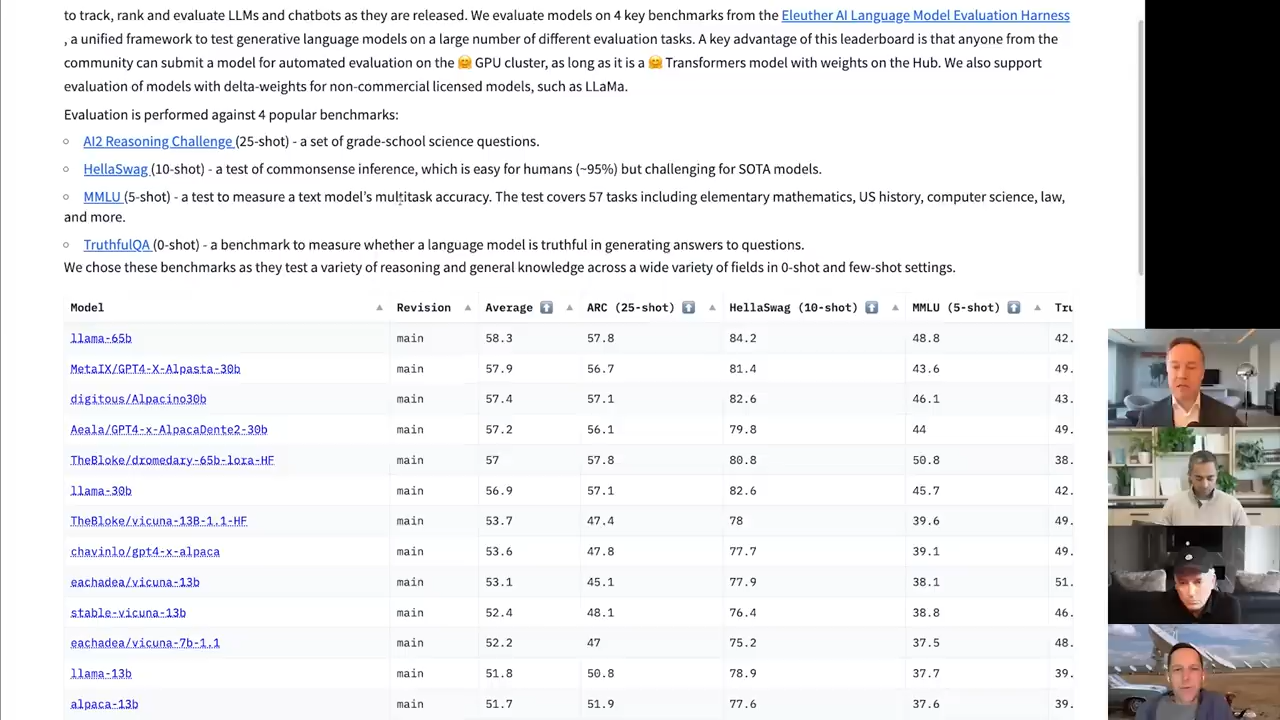 to track, rank and evaluate LLMs and chatbots as they are released. We evaluate models on 4 key benchmarks from the Eleuther AI Language Model Evaluation Harness
, a unified framework to test generative language models on a large number of different evaluation tasks. A key advantage of this leaderboard is that anyone from the
community can submit a model for automated evaluation on the 🤗 GPU cluster, as long as it is a 🤗 Transformers model with weights on the Hub. We also support
evaluation of models with delta-weights for non-commercial licensed models, such as LLaMa.
Evaluation is performed against 4 popular benchmarks:
AI2 Reasoning Challenge (25-shot) - a set of grade-school science questions.
HellaSwag (10-shot) - a test of commonsense inference, which is easy for humans (~95%) but challenging for SOTA models.
MMLU (5-shot) - a test to measure a text model's multitask accuracy. The test covers 57 tasks including elementary mathematics, US history, computer science, law,
and more.
TruthfulQA (0-shot) - a benchmark to measure whether a language model is truthful in generating answers to questions.
We chose these benchmarks as they test a variety of reasoning and general knowledge across a wide variety of fields in 0-shot and few-shot settings.
Model Revision Average ⬆️ ARC (25-shot) ⬆️ HellaSwag (10-shot) ⬆️ MMLU (5-shot) ⬆️ Tru
llama-65b main 58.3 57.8 84.2 48.8 42.
MetaIX/GPT4-X-Alpasta-30b main 57.9 56.7 81.4 43.6 49.
digitous/Alpacino30b main 57.4 57.1 82.6 46.1 43.
Aeala/GPT4-x-AlpacaDente2-30b main 57.2 56.1 79.8 44 49.
TheBloke/dromedary-65b-lora-HF main 57 57.8 80.8 50.8 38.
llama-30b main 56.9 57.1 82.6 45.7 42.
TheBloke/vicuna-13B-1.1-HF main 53.7 47.4 78 39.6 49.
chavinlo/gpt4-x-alpaca main 53.6 47.8 77.7 39.1 49.
eachadea/vicuna-13b main 53.1 45.1 77.9 38.1 51.
stable-vicuna-13b main 52.4 48.1 76.4 38.8 46.
eachadea/vicuna-7b-1.1 main 52.2 47 75.2 37.5 48.
llama-13b main 51.8 50.8 78.9 37.7 39.
alpaca-13b main 51.7 51.9 77.6 37.6 39.